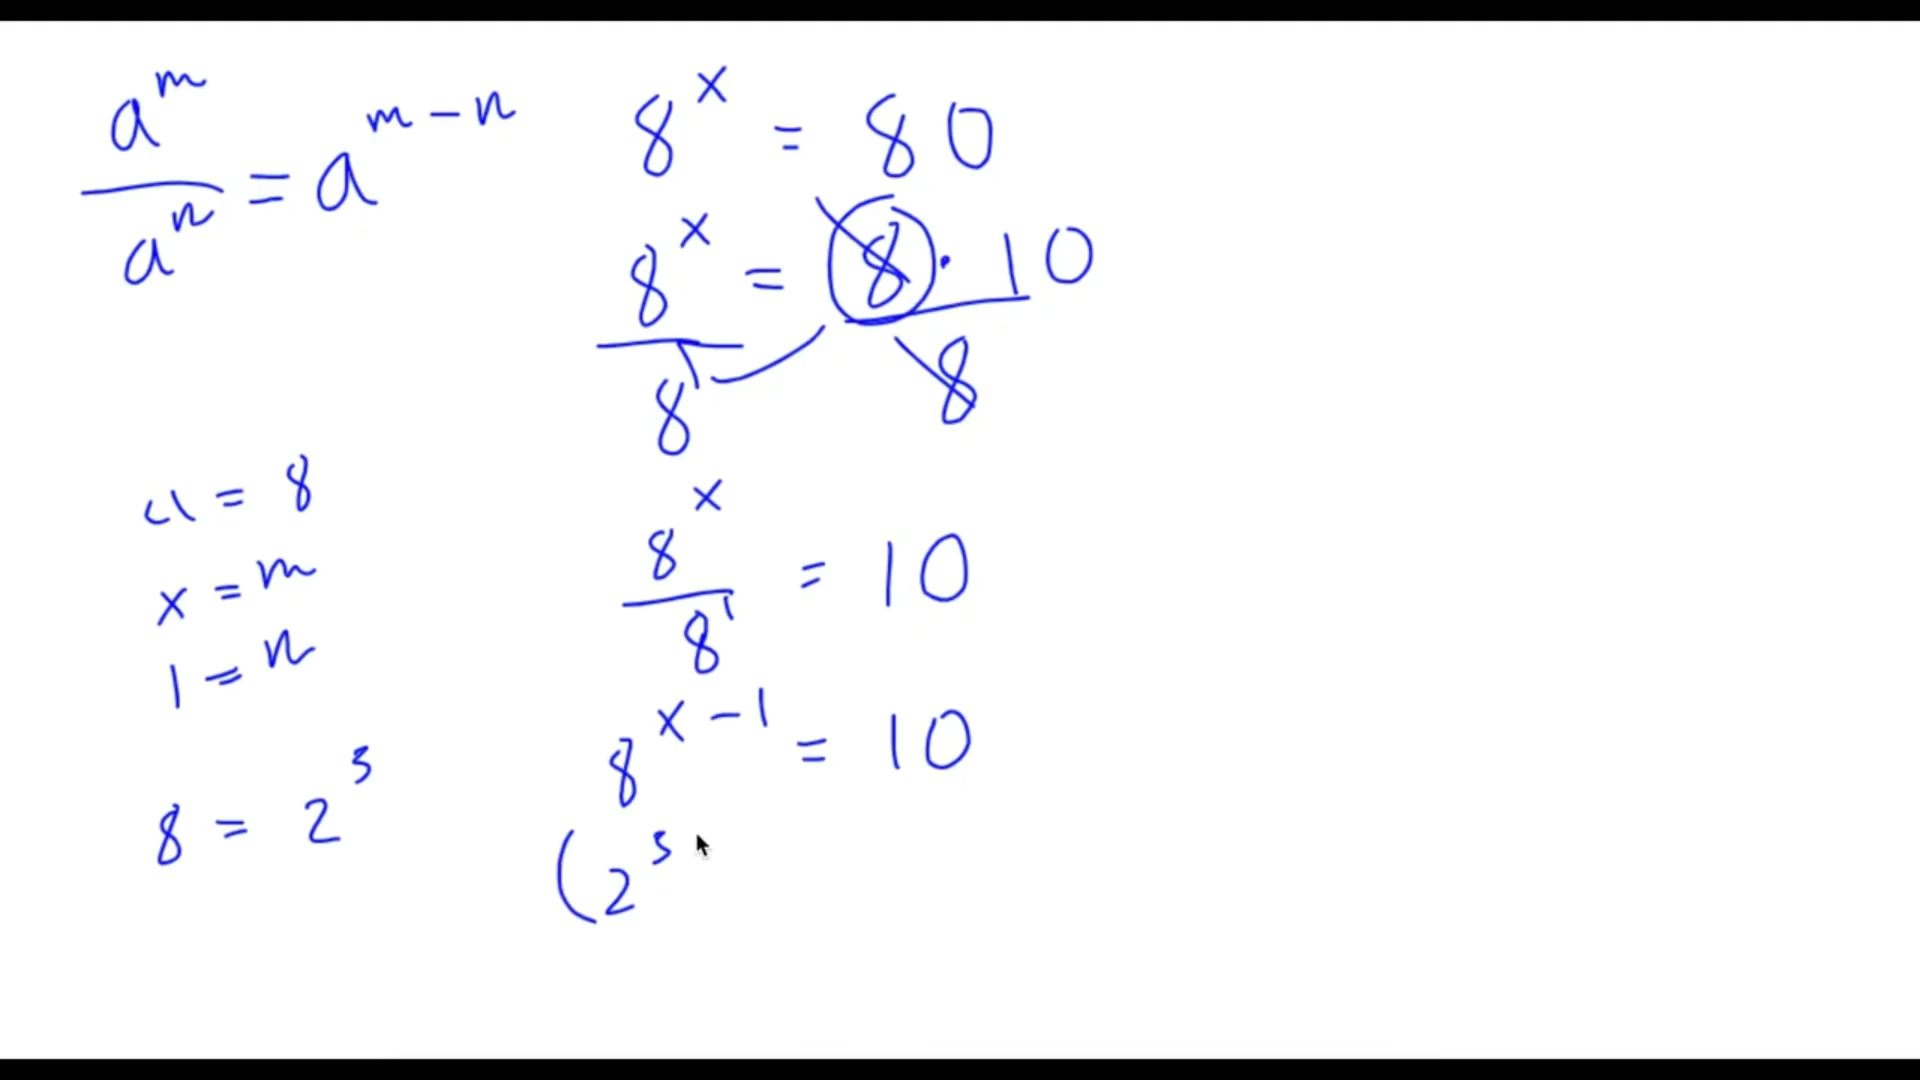 a^m / a^n = a^(m-n)
a = 8
x = m
1 = n
8 = 2^3
8^x = 80
8^x / 8^1 = 8 · 10 / 8
8^x / 8^1 = 10
8^(x-1) = 10
(2^3